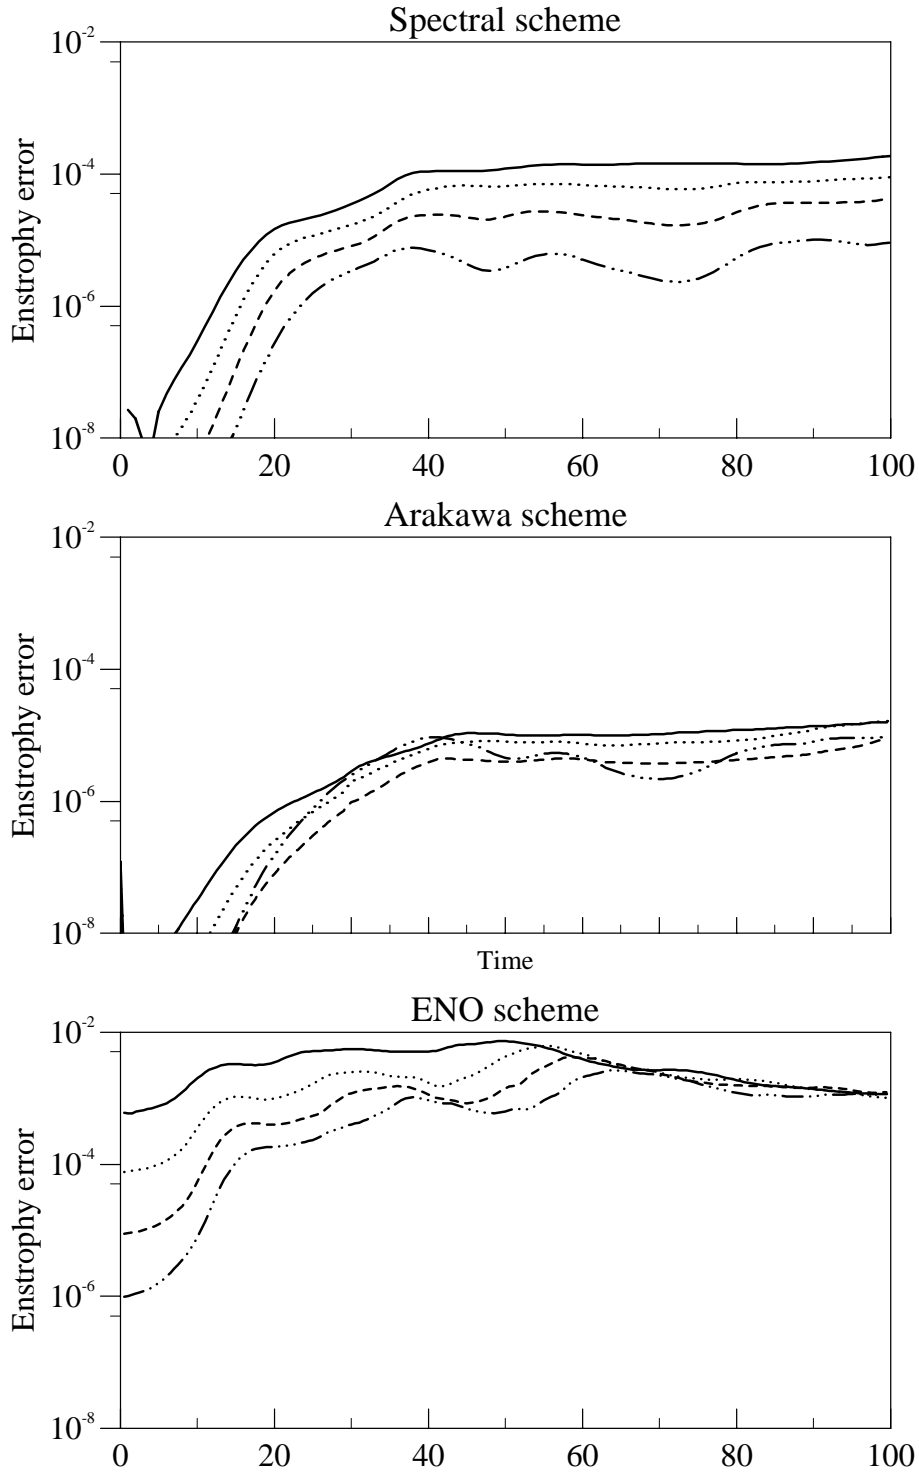 Spectral scheme
10^-2
10^-4
10^-6
10^-8
Enstrophy error
0 20 40 60 80 100
Arakawa scheme
10^-2
10^-4
10^-6
10^-8
Enstrophy error
Time
ENO scheme
10^-2
10^-4
10^-6
10^-8
Enstrophy error
0 20 40 60 80 100